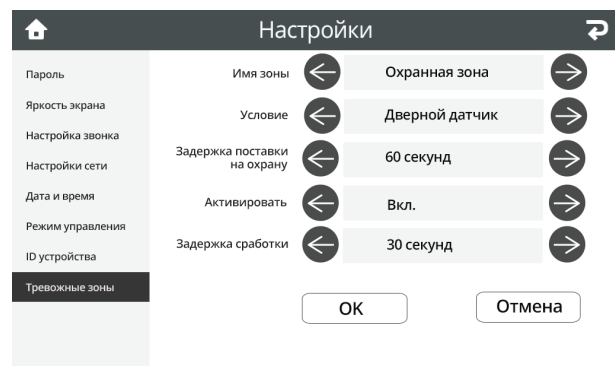 Настройки
Пароль
Яркость экрана
Настройка звонка
Настройки сети
Дата и время
Режим управления
ID устройства
Тревожные зоны
Имя зоны
Охранная зона
Условие
Дверной датчик
Задержка поставки
на охрану
60 секунд
Активировать
Вкл.
Задержка сработки
30 секунд
OK
Отмена